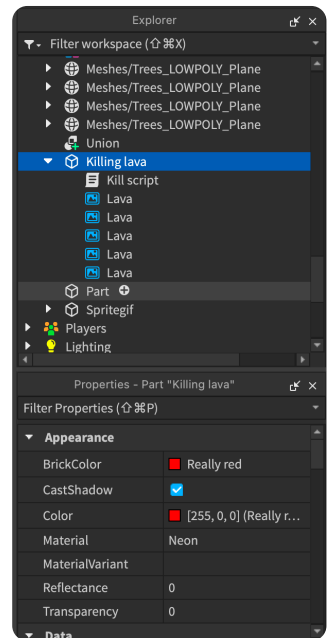 Explorer
Filter workspace (⇧⌘X)
Meshes/Trees_LOWPOLY_Plane
Meshes/Trees_LOWPOLY_Plane
Meshes/Trees_LOWPOLY_Plane
Meshes/Trees_LOWPOLY_Plane
Union
Killing lava
Kill script
Lava
Lava
Lava
Lava
Lava
Part
Spritegif
Players
Lighting
Properties - Part "Killing lava"
Filter Properties (⇧⌘P)
Appearance
BrickColor Really red
CastShadow
Color [255, 0, 0] (Really r...
Material Neon
MaterialVariant
Reflectance 0
Transparency 0
Data